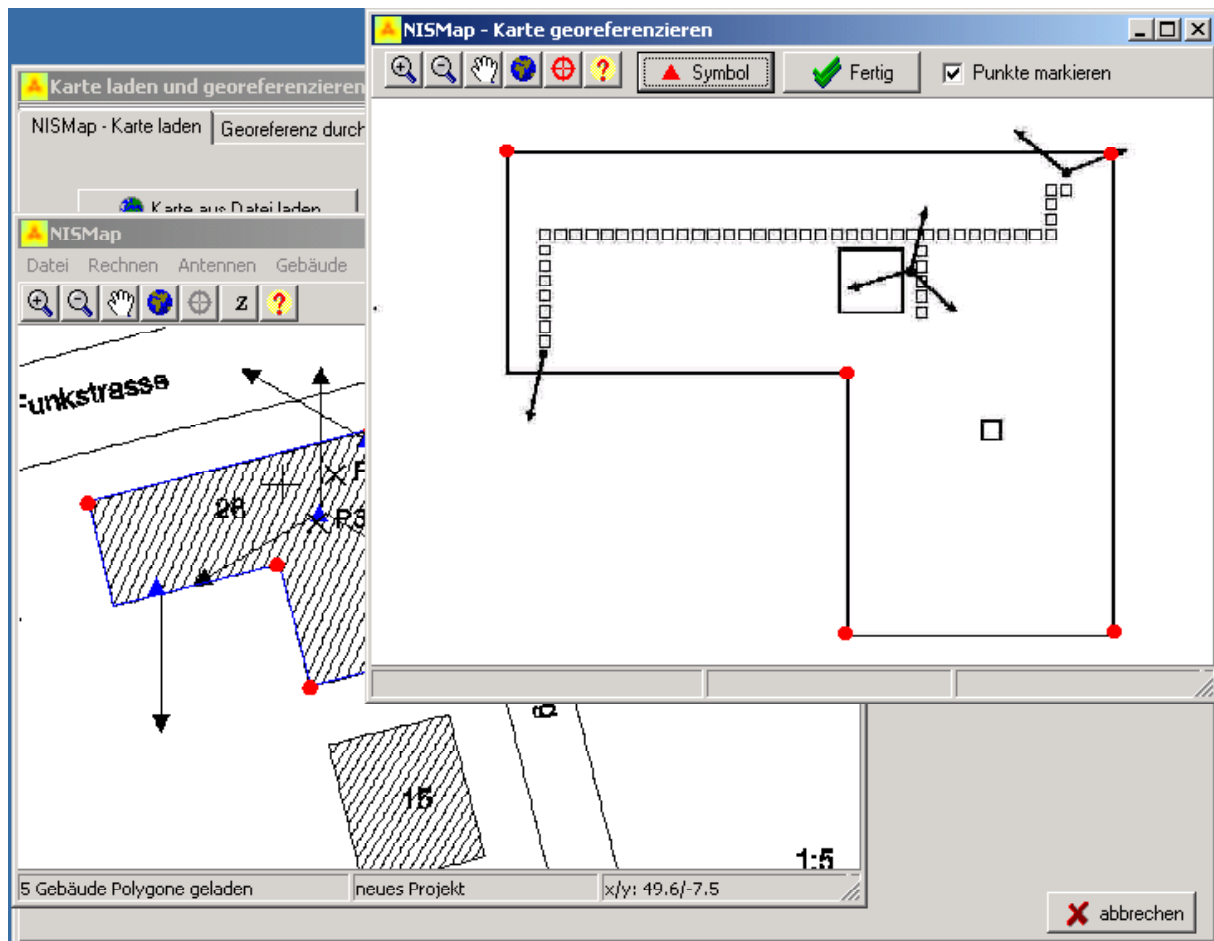 NISMap - Karte georeferenzieren
Symbol
Fertig
Punkte markieren
Karte laden und georeferenzieren
NISMap - Karte laden
Georeferenz durch
Karte aus Datei laden
NISMap
Datei Rechnen Antennen Gebäude
z ?
Funkstrasse
28
P3
15
1:5
5 Gebäude Polygone geladen
neues Projekt
x/y: 49.6/-7.5
abbrechen